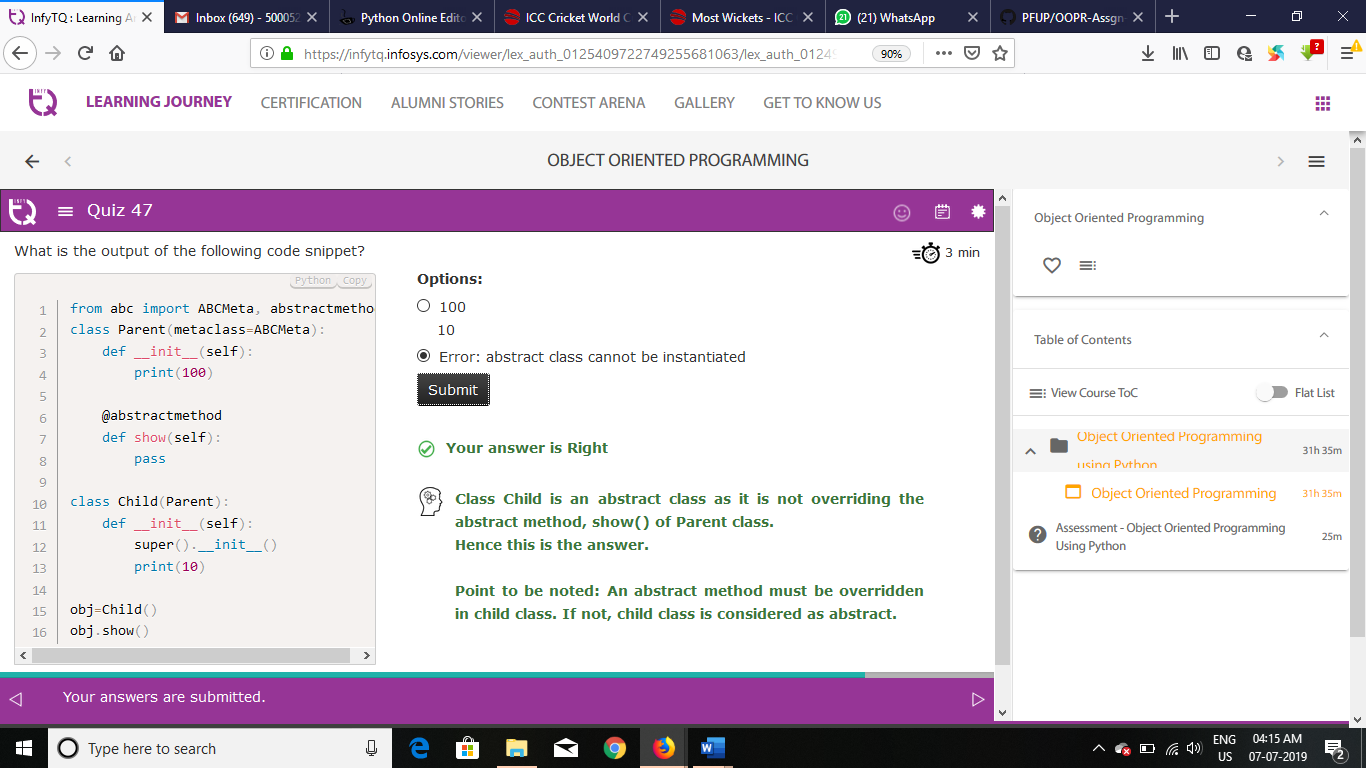 InfyTQ : Learning A
Inbox (649) - 50005
Python Online Edito
ICC Cricket World C
Most Wickets - ICC
(21) WhatsApp
PFUP/OOPR-Assgn
https://infytq.infosys.com/viewer/lex_auth_0125409722749255681063/lex_auth_01249
90%
LEARNING JOURNEY
CERTIFICATION
ALUMNI STORIES
CONTEST ARENA
GALLERY
GET TO KNOW US
OBJECT ORIENTED PROGRAMMING
Quiz 47
What is the output of the following code snippet?
3 min
Python Copy
1 from abc import ABCMeta, abstractmetho
2 class Parent(metaclass=ABCMeta):
3 def __init__(self):
4 print(100)
5
6 @abstractmethod
7 def show(self):
8 pass
9
10 class Child(Parent):
11 def __init__(self):
12 super().__init__()
13 print(10)
14
15 obj=Child()
16 obj.show()
Options:
100
10
Error: abstract class cannot be instantiated
Submit
Your answer is Right
Class Child is an abstract class as it is not overriding the
abstract method, show() of Parent class.
Hence this is the answer.
Point to be noted: An abstract method must be overridden
in child class. If not, child class is considered as abstract.
Your answers are submitted.
Object Oriented Programming
Table of Contents
View Course ToC
Flat List
Object Oriented Programming
using Python
31h 35m
Object Oriented Programming
31h 35m
Assessment - Object Oriented Programming
Using Python
25m
Type here to search
ENG
US
04:15 AM
07-07-2019
2